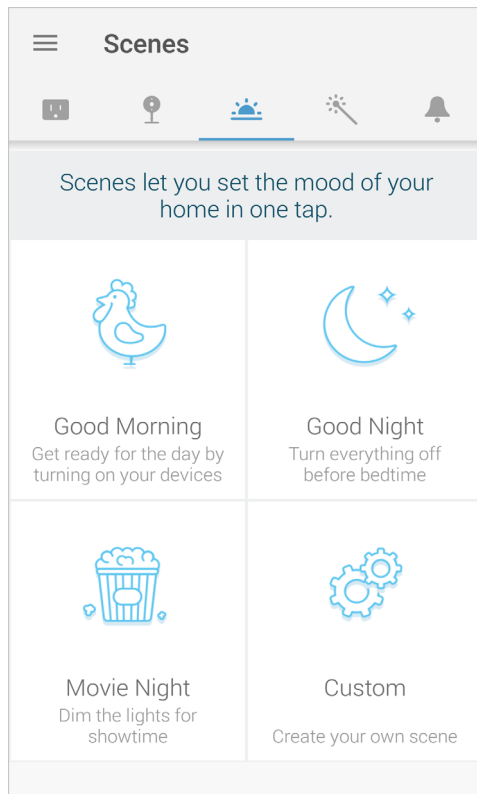 Scenes
Scenes let you set the mood of your
home in one tap.
Good Morning
Get ready for the day by
turning on your devices
Good Night
Turn everything off
before bedtime
Movie Night
Dim the lights for
showtime
Custom
Create your own scene